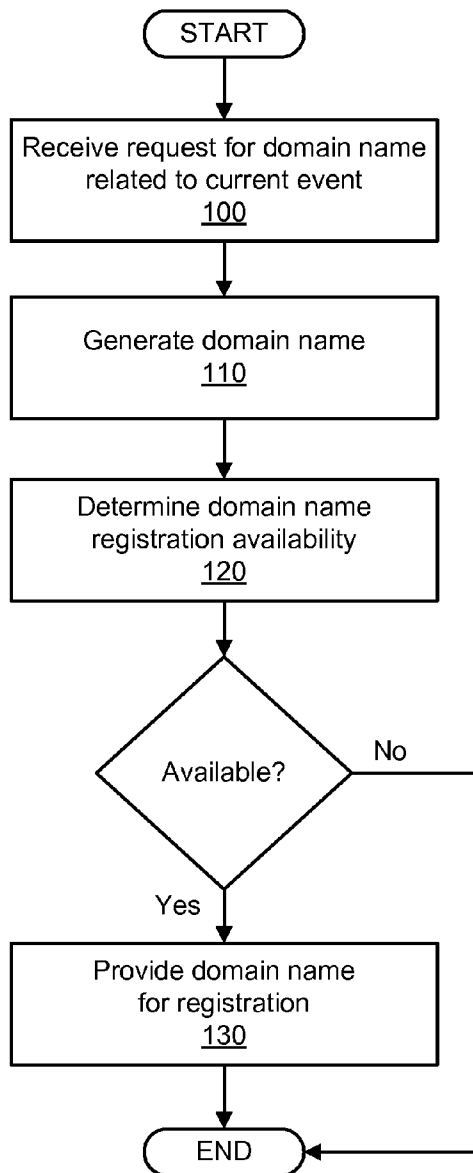 START
Receive request for domain name
related to current event
100
Generate domain name
110
Determine domain name
registration availability
120
Available?
No
Yes
Provide domain name
for registration
130
END